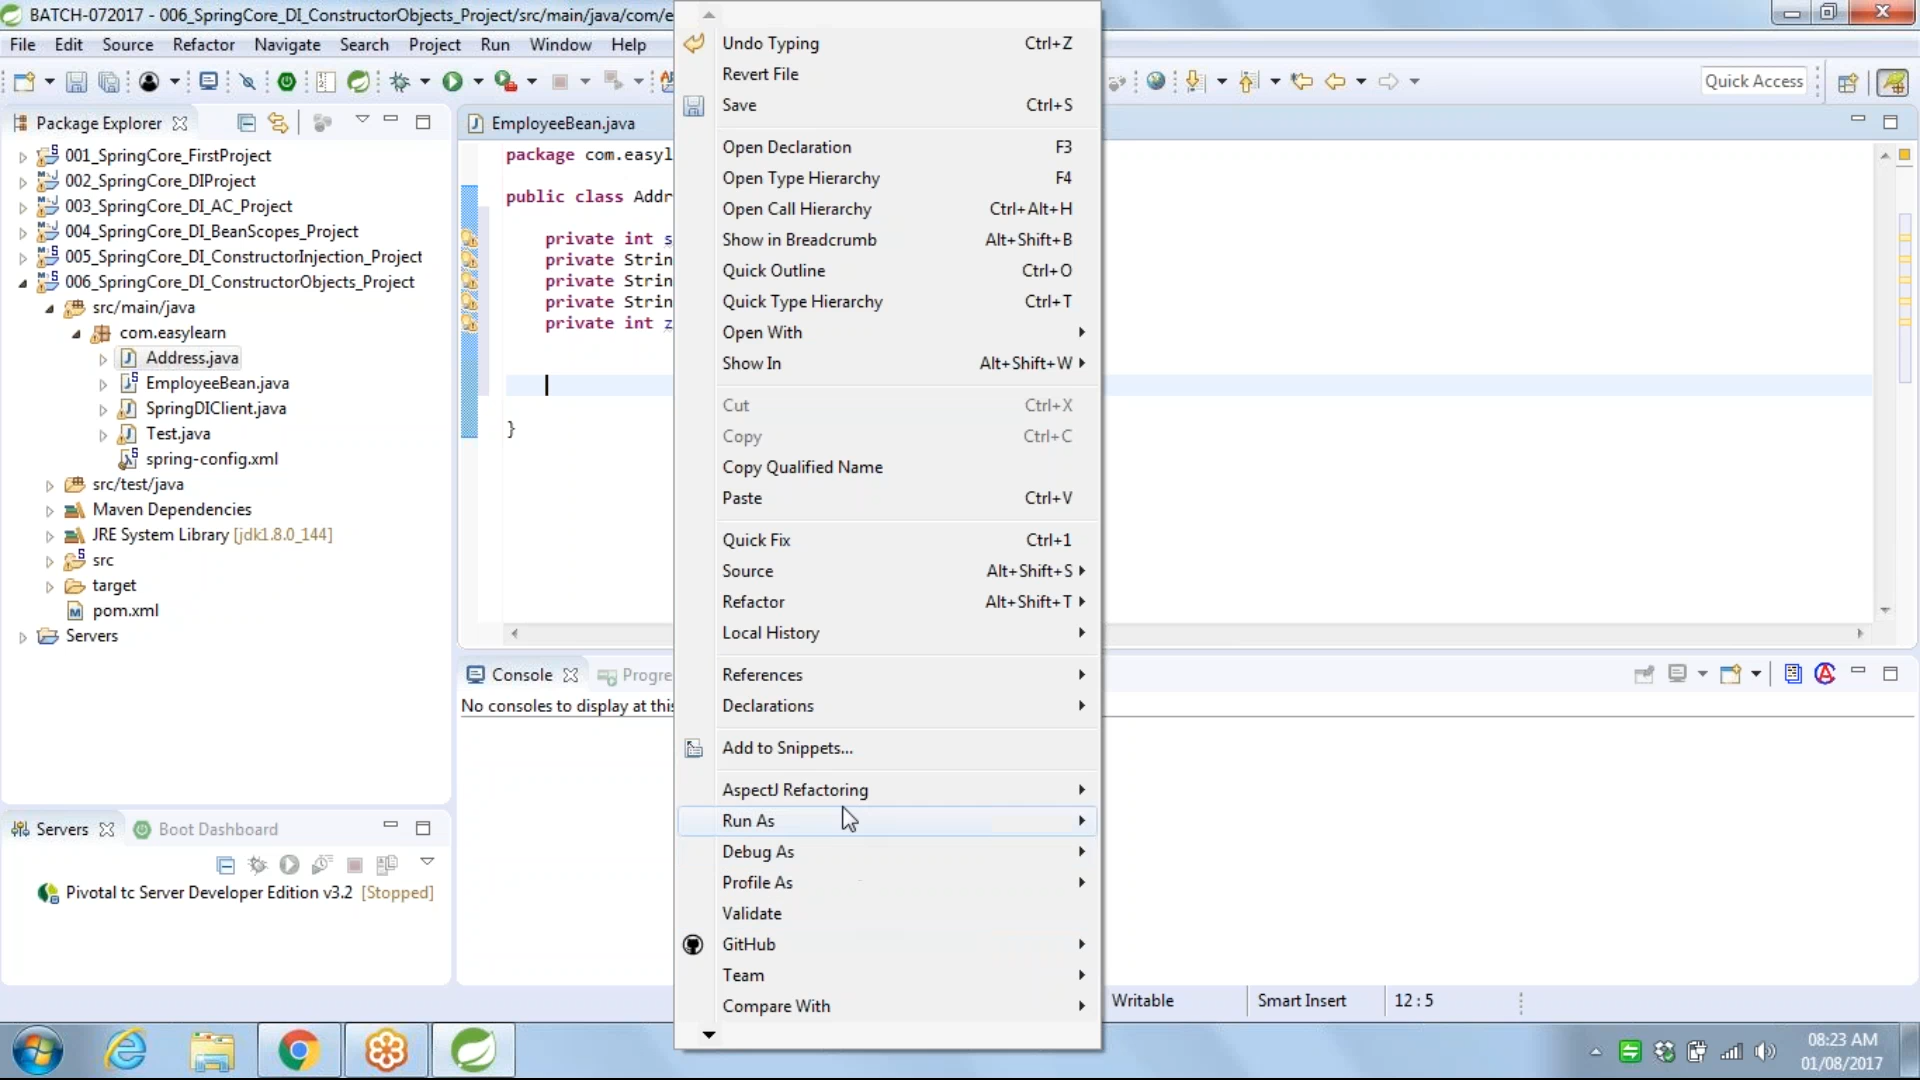 BATCH-072017 - 006_SpringCore_DI_ConstructorObjects_Project/src/main/java/com/e
File Edit Source Refactor Navigate Search Project Run Window Help
Quick Access
Package Explorer
001_SpringCore_FirstProject
002_SpringCore_DIProject
003_SpringCore_DI_AC_Project
004_SpringCore_DI_BeanScopes_Project
005_SpringCore_DI_ConstructorInjection_Project
006_SpringCore_DI_ConstructorObjects_Project
src/main/java
com.easylearn
Address.java
EmployeeBean.java
SpringDIClient.java
Test.java
spring-config.xml
src/test/java
Maven Dependencies
JRE System Library [jdk1.8.0_144]
src
target
pom.xml
Servers
EmployeeBean.java
package com.easyl
public class Addr
private int s
private Strin
private Strin
private Strin
private int z
}
Undo Typing Ctrl+Z
Revert File
Save Ctrl+S
Open Declaration F3
Open Type Hierarchy F4
Open Call Hierarchy Ctrl+Alt+H
Show in Breadcrumb Alt+Shift+B
Quick Outline Ctrl+O
Quick Type Hierarchy Ctrl+T
Open With
Show In Alt+Shift+W
Cut Ctrl+X
Copy Ctrl+C
Copy Qualified Name
Paste Ctrl+V
Quick Fix Ctrl+1
Source Alt+Shift+S
Refactor Alt+Shift+T
Local History
References
Declarations
Add to Snippets...
AspectJ Refactoring
Run As
Debug As
Profile As
Validate
GitHub
Team
Compare With
Console Progre
No consoles to display at this
Servers Boot Dashboard
Pivotal tc Server Developer Edition v3.2 [Stopped]
Writable Smart Insert 12 : 5
08:23 AM
01/08/2017